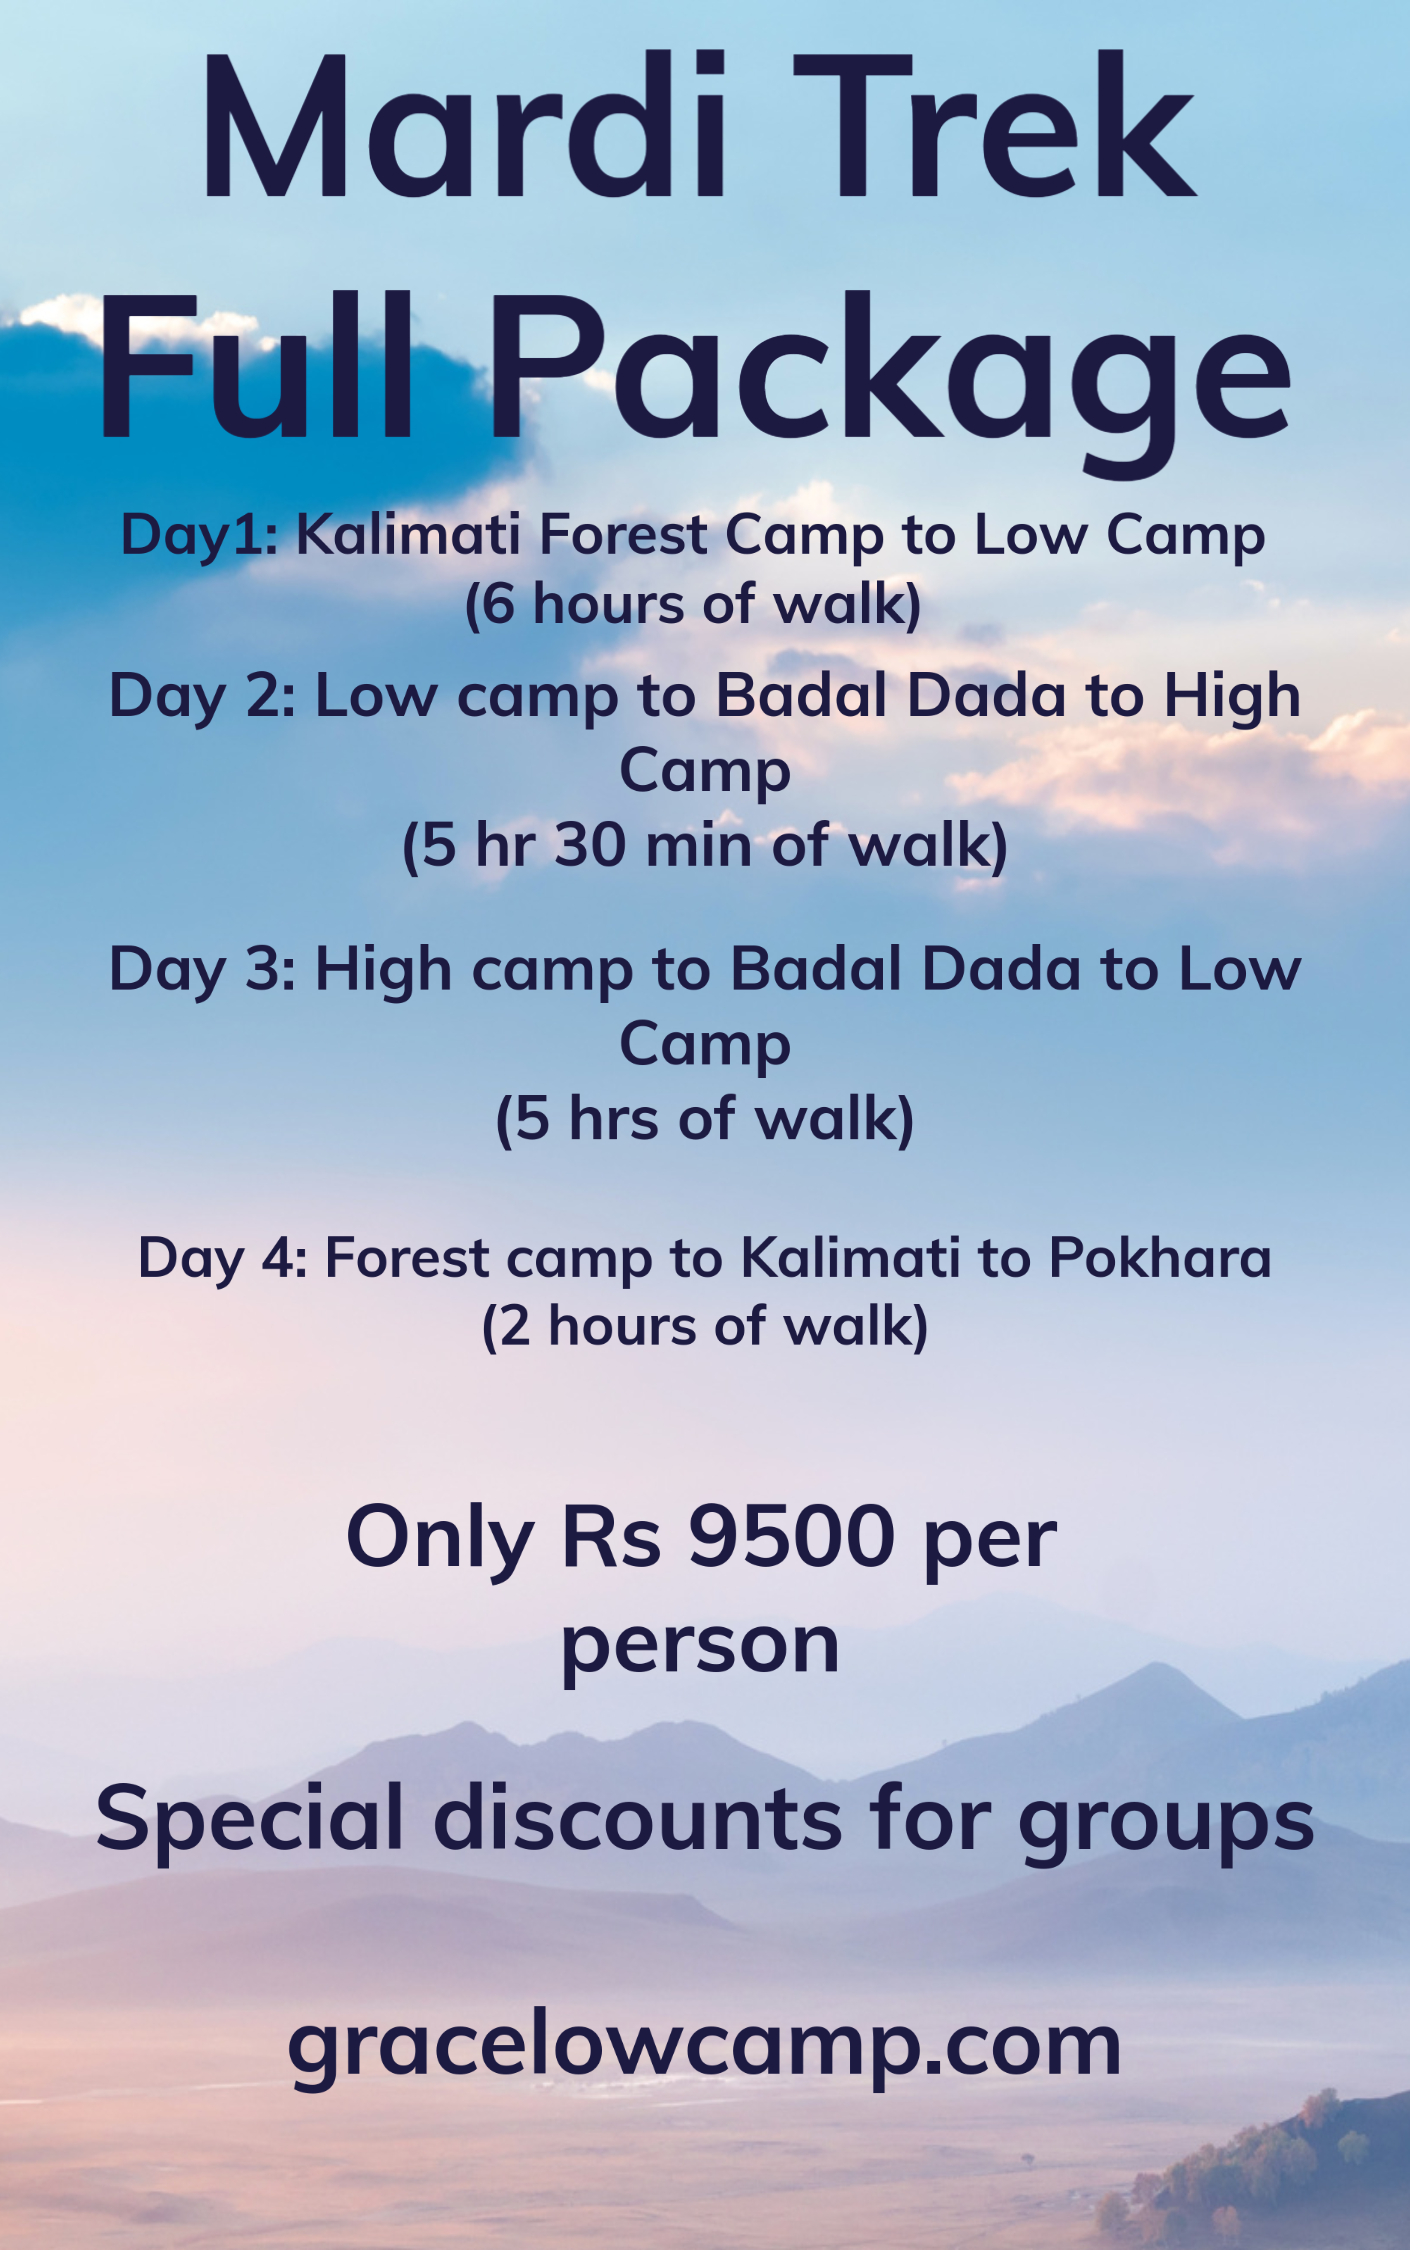 Mardi Trek
Full Package
Day1: Kalimati Forest Camp to Low Camp
(6 hours of walk)
Day 2: Low camp to Badal Dada to High
Camp
(5 hr 30 min of walk)
Day 3: High camp to Badal Dada to Low
Camp
(5 hrs of walk)
Day 4: Forest camp to Kalimati to Pokhara
(2 hours of walk)
Only Rs 9500 per
person
Special discounts for groups
gracelowcamp.com